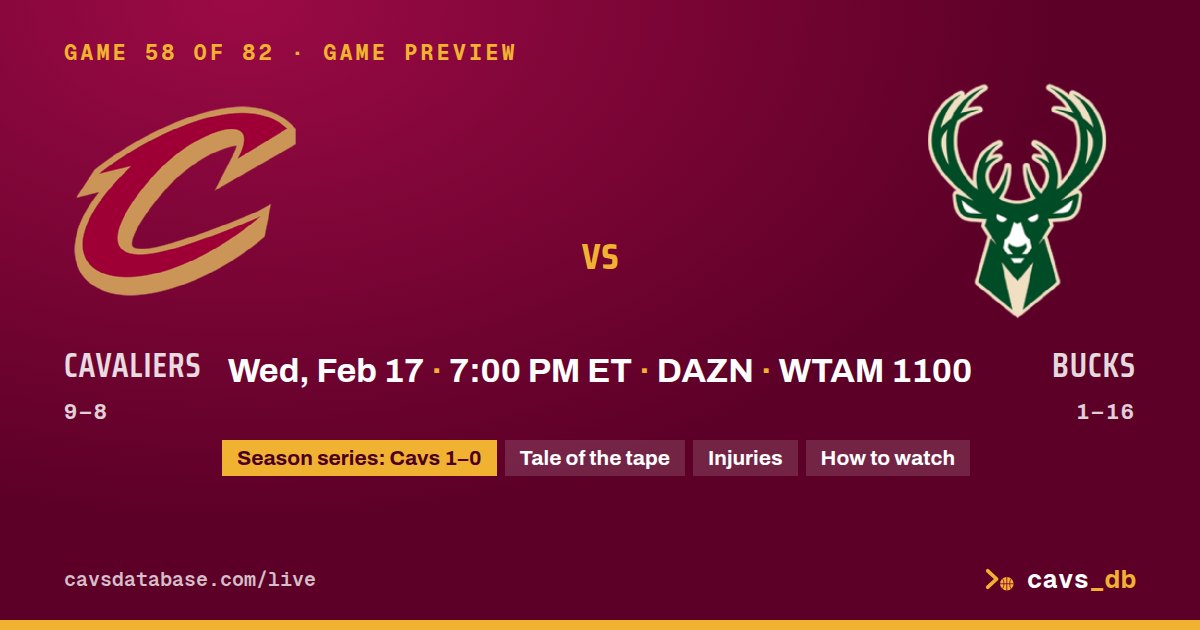 GAME 58 OF 82 · GAME PREVIEW
C
VS
CAVALIERS
Wed, Feb 17 · 7:00 PM ET · DAZN · WTAM 1100
BUCKS
9–8
1–16
Season series: Cavs 1–0
Tale of the tape
Injuries
How to watch
cavsdatabase.com/live
cavs_db